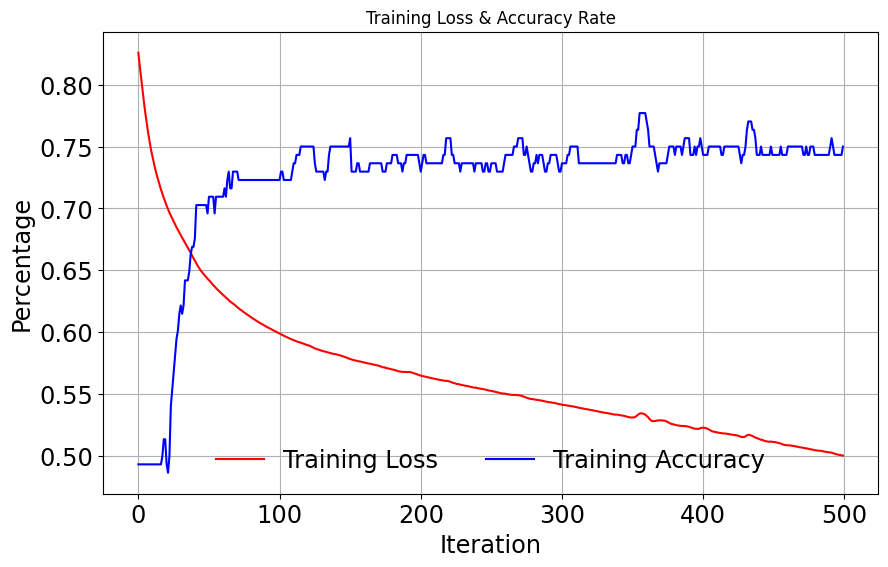 Training Loss & Accuracy Rate
0.80
0.75
0.70
0.65
0.60
0.55
0.50
Percentage
Training Loss
Training Accuracy
0
100
200
300
400
500
Iteration